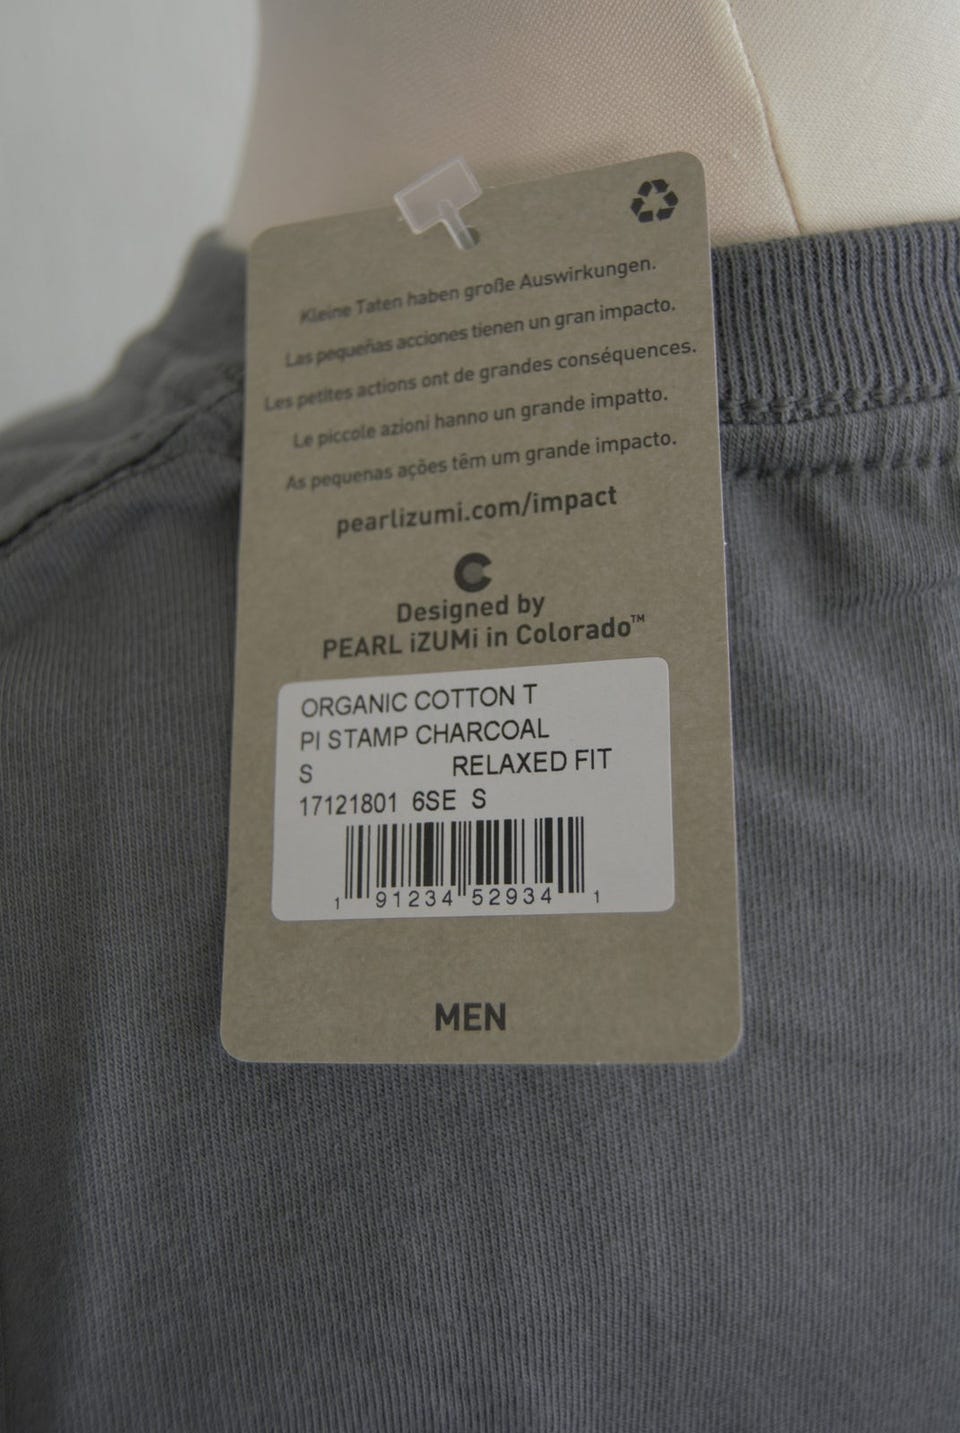 Kleine Taten haben große Auswirkungen.
Las pequeñas acciones tienen un gran impacto.
Les petites actions ont de grandes conséquences.
Le piccole azioni hanno un grande impatto.
As pequenas ações têm um grande impacto.
pearlizumi.com/impact
C
Designed by
PEARL iZUMi in Colorado™
ORGANIC COTTON T
PI STAMP CHARCOAL
S RELAXED FIT
17121801 6SE S
1 91234 52934 1
MEN